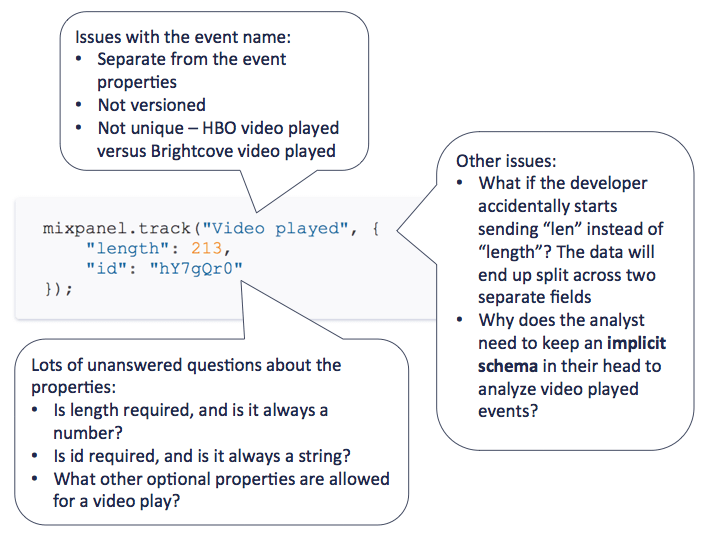 Issues with the event name:
• Separate from the event
properties
• Not versioned
• Not unique – HBO video played
versus Brightcove video played
Other issues:
• What if the developer
accidentally starts
sending “len” instead of
“length”? The data will
end up split across two
separate fields
• Why does the analyst
need to keep an implicit
schema in their head to
analyze video played
events?
mixpanel.track("Video played", {
"length": 213,
"id": "hY7gQr0"
});
Lots of unanswered questions about the
properties:
• Is length required, and is it always a
number?
• Is id required, and is it always a string?
• What other optional properties are allowed
for a video play?